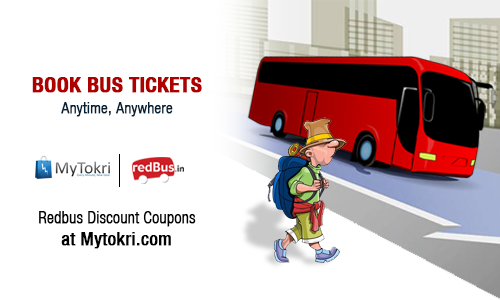 BOOK BUS TICKETS
Anytime, Anywhere
MyTokri
redBus.in
Redbus Discount Coupons
at Mytokri.com